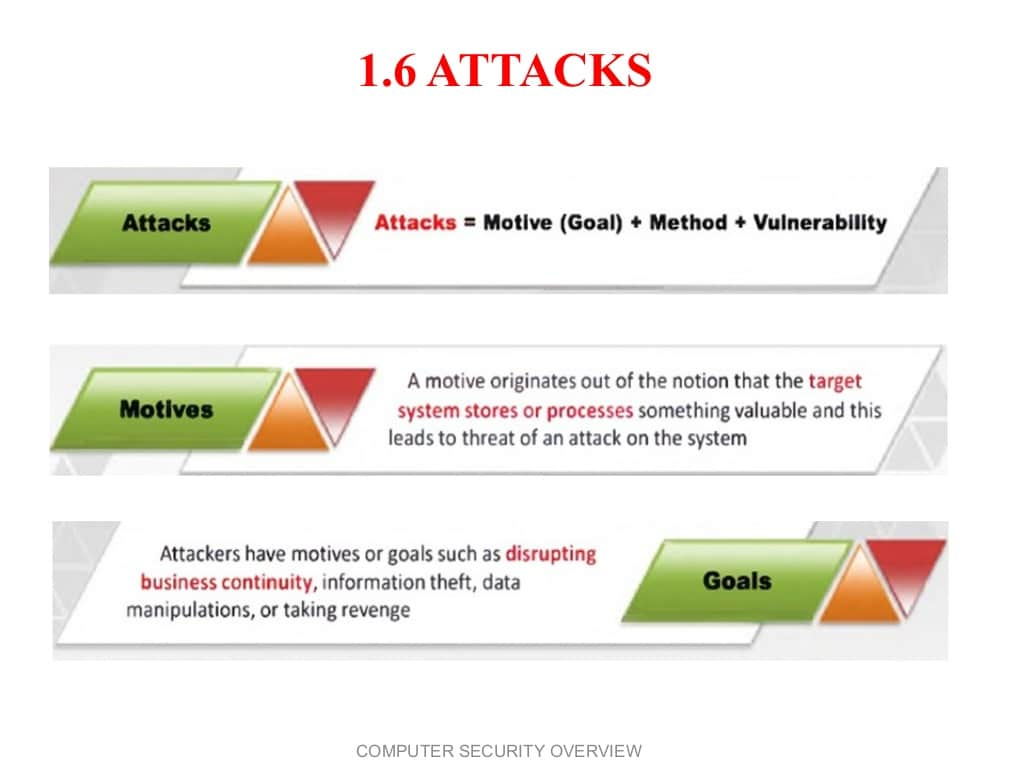 1.6 ATTACKS
Attacks
Attacks = Motive (Goal) + Method + Vulnerability
Motives
A motive originates out of the notion that the target
system stores or processes something valuable and this
leads to threat of an attack on the system
Attackers have motives or goals such as disrupting
business continuity, information theft, data
manipulations, or taking revenge
Goals
COMPUTER SECURITY OVERVIEW